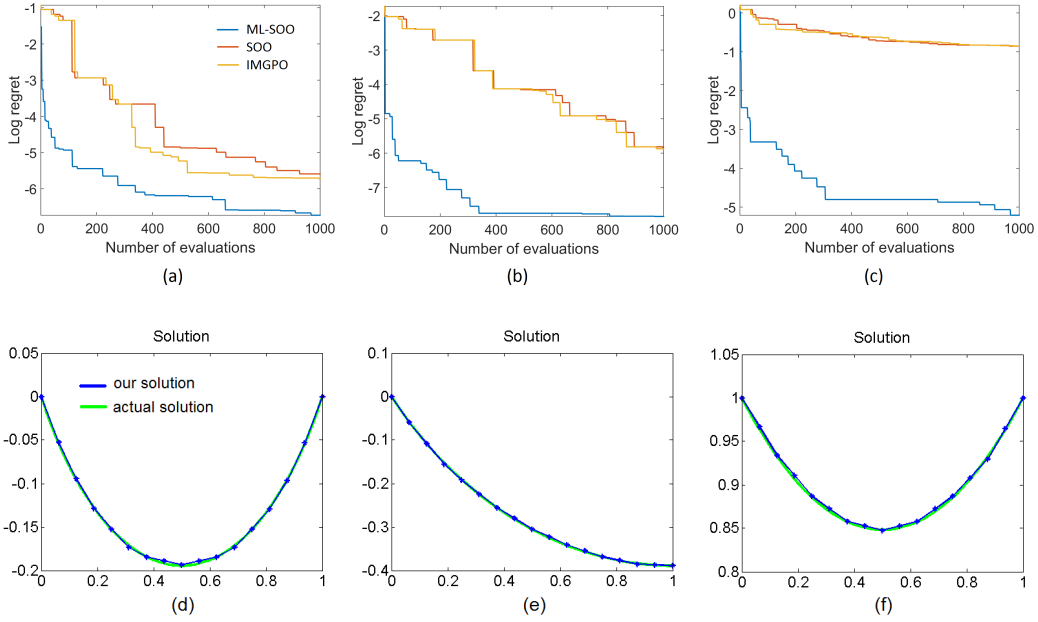 -1
-2
-3
-4
-5
-6
Log regret
ML-SOO
SOO
IMGPO
0 200 400 600 800 1000
Number of evaluations
(a)
-2
-3
-4
-5
-6
-7
Log regret
0 200 400 600 800 1000
Number of evaluations
(b)
0
-1
-2
-3
-4
-5
Log regret
0 200 400 600 800 1000
Number of evaluations
(c)
Solution
0.05
0
-0.05
-0.1
-0.15
-0.2
our solution
actual solution
0 0.2 0.4 0.6 0.8 1
(d)
Solution
0.1
0
-0.1
-0.2
-0.3
-0.4
0 0.2 0.4 0.6 0.8 1
(e)
Solution
1.05
1
0.95
0.9
0.85
0.8
0 0.2 0.4 0.6 0.8 1
(f)